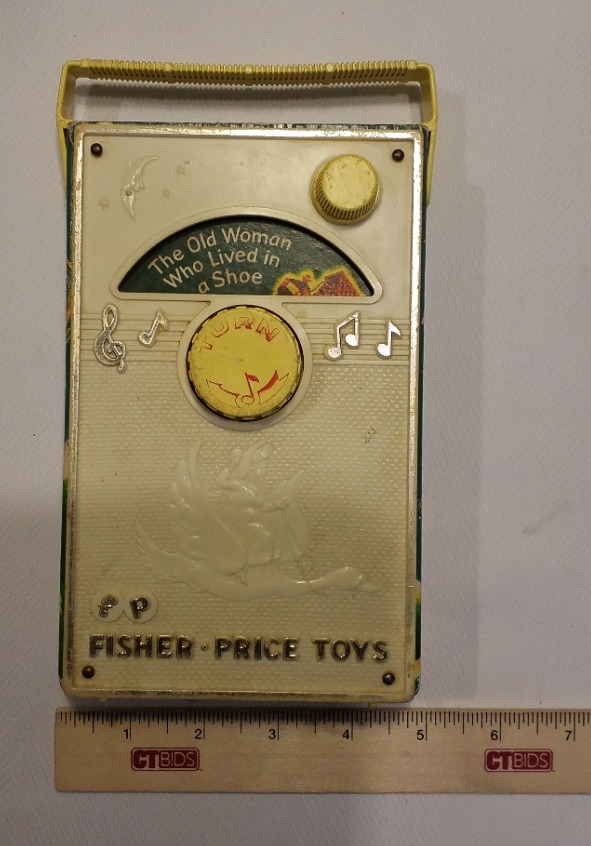 The Old Woman
Who Lived in
a Shoe
TURN
fP
FISHER·PRICE TOYS
1 2 3 4 5 6 7
CTBIDS CTBIDS